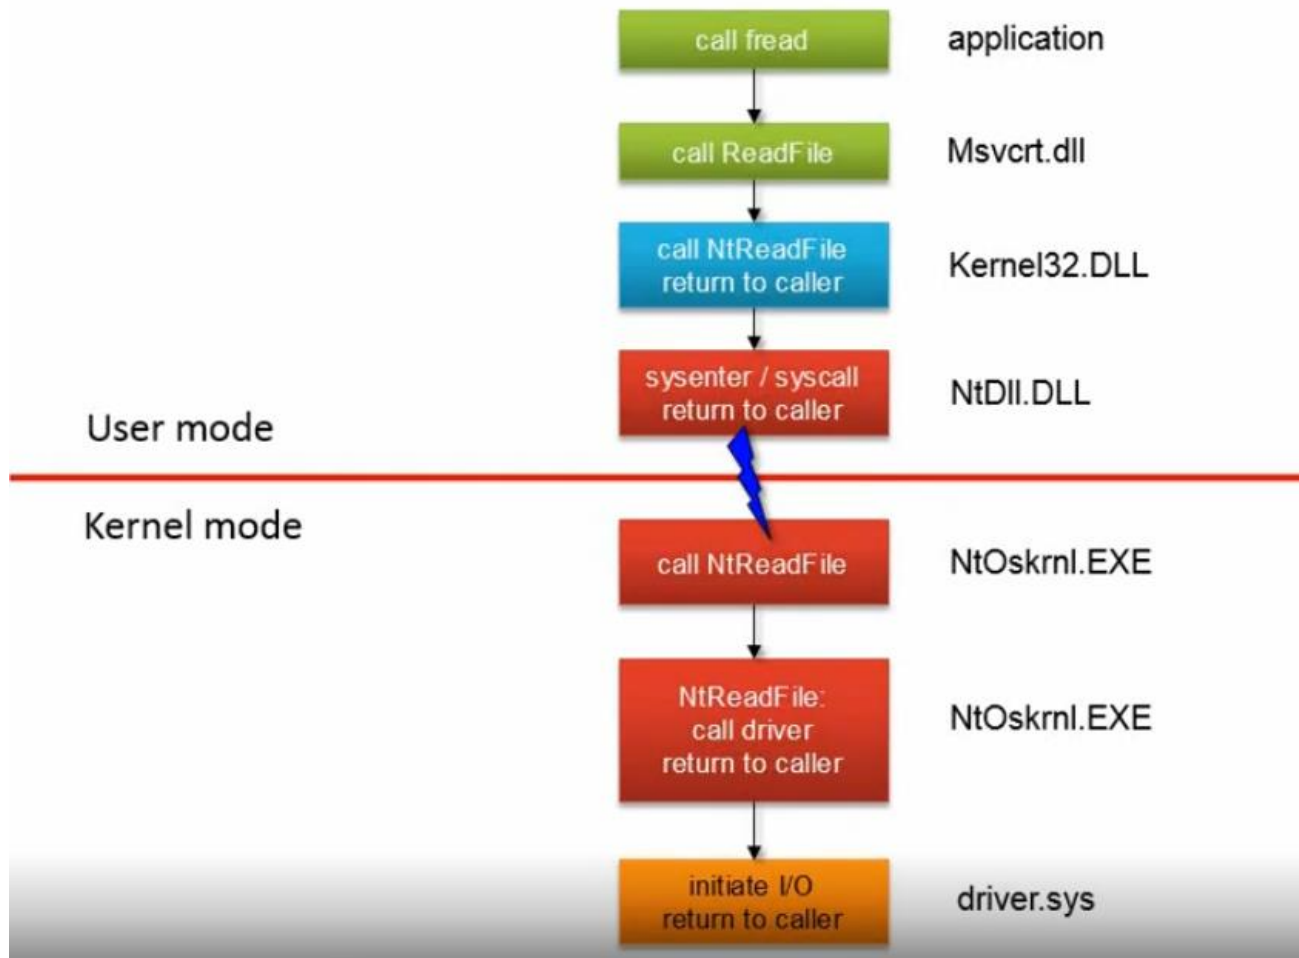 call fread
application
call ReadFile
Msvcrt.dll
call NtReadFile
return to caller
Kernel32.DLL
sysenter / syscall
return to caller
NtDll.DLL
User mode
Kernel mode
call NtReadFile
NtOskrnl.EXE
NtReadFile:
call driver
return to caller
NtOskrnl.EXE
initiate I/O
return to caller
driver.sys